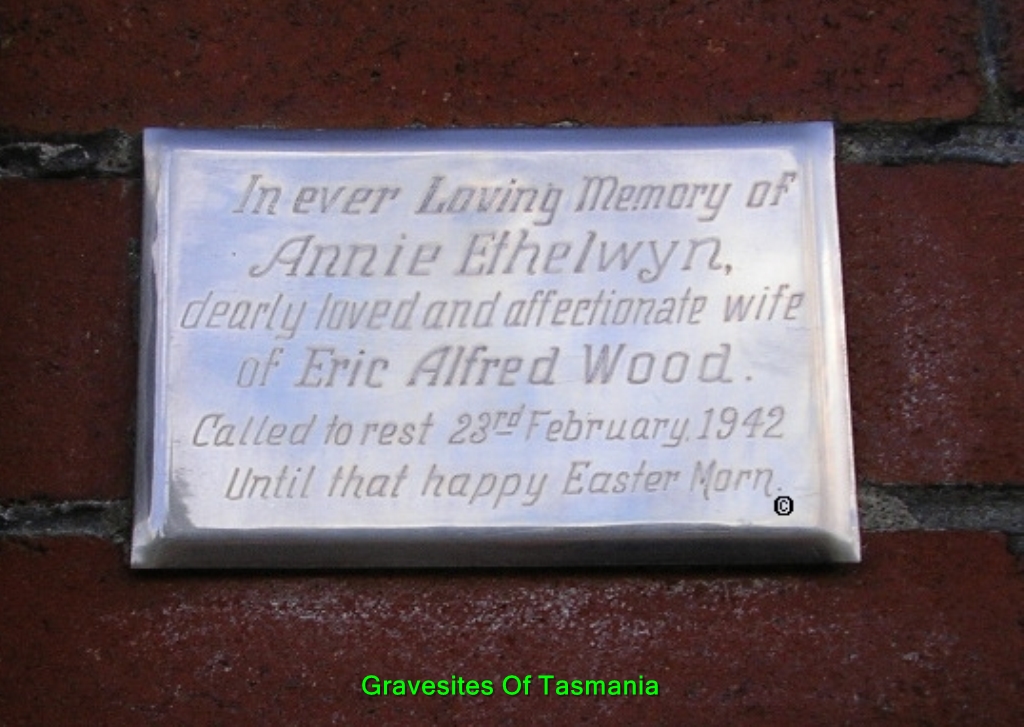 In ever Loving Memory of
Annie Ethelwyn,
dearly loved and affectionate wife
of Eric Alfred Wood.
Called to rest 23rd February, 1942
Until that happy Easter Morn.
©
Gravesites Of Tasmania